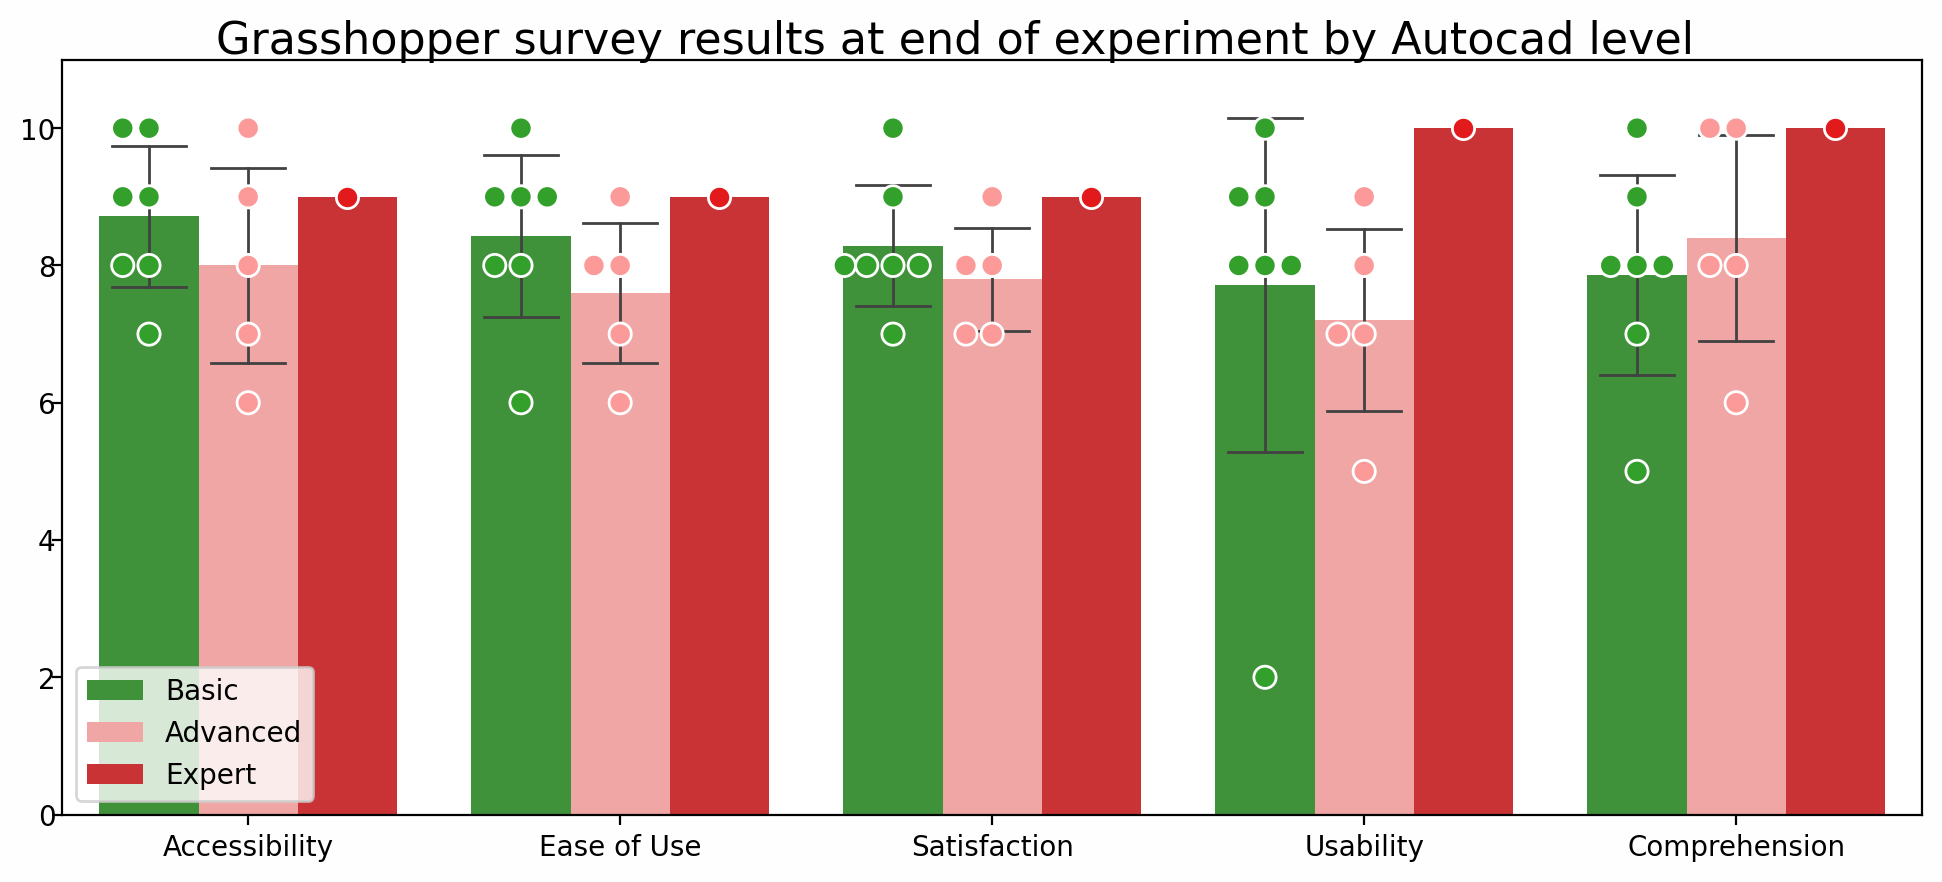 Grasshopper survey results at end of experiment by Autocad level
10
8
6
4
2
0
Basic
Advanced
Expert
Accessibility
Ease of Use
Satisfaction
Usability
Comprehension